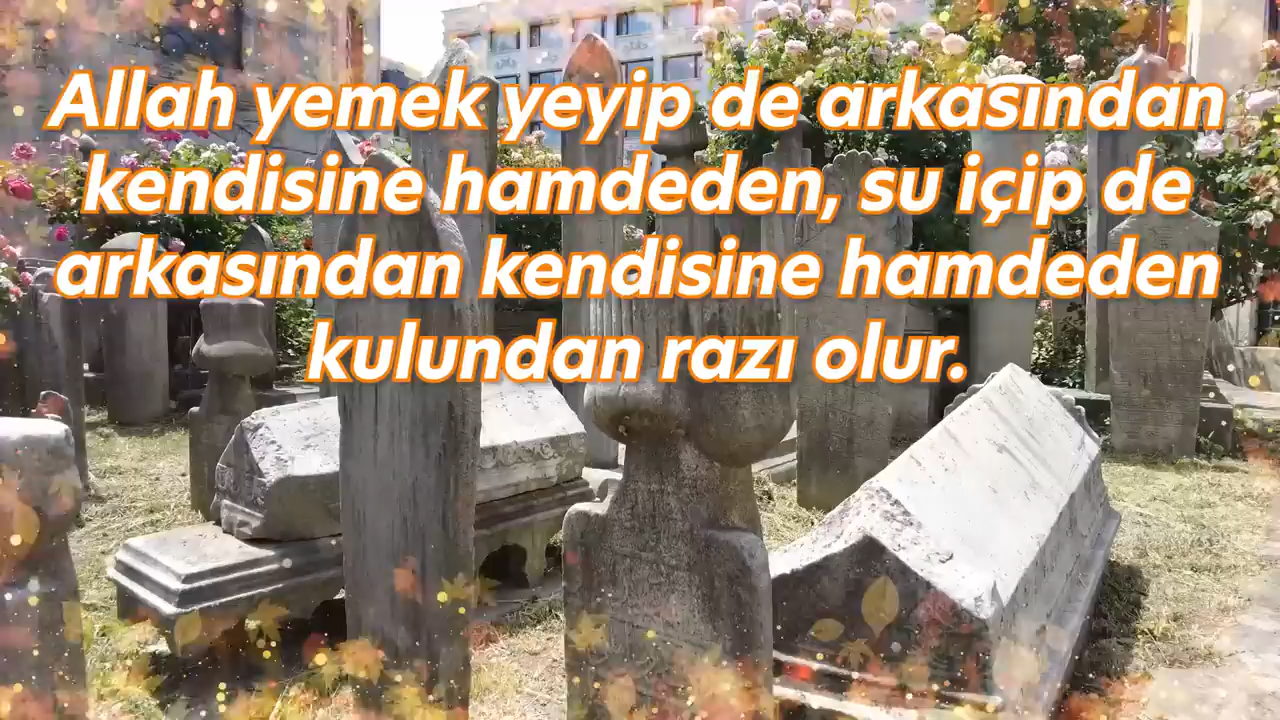 Allah yemek yeyip de arkasından
kendisine hamdeden, su içip de
arkasından kendisine hamdeden
kulundan razı olur.